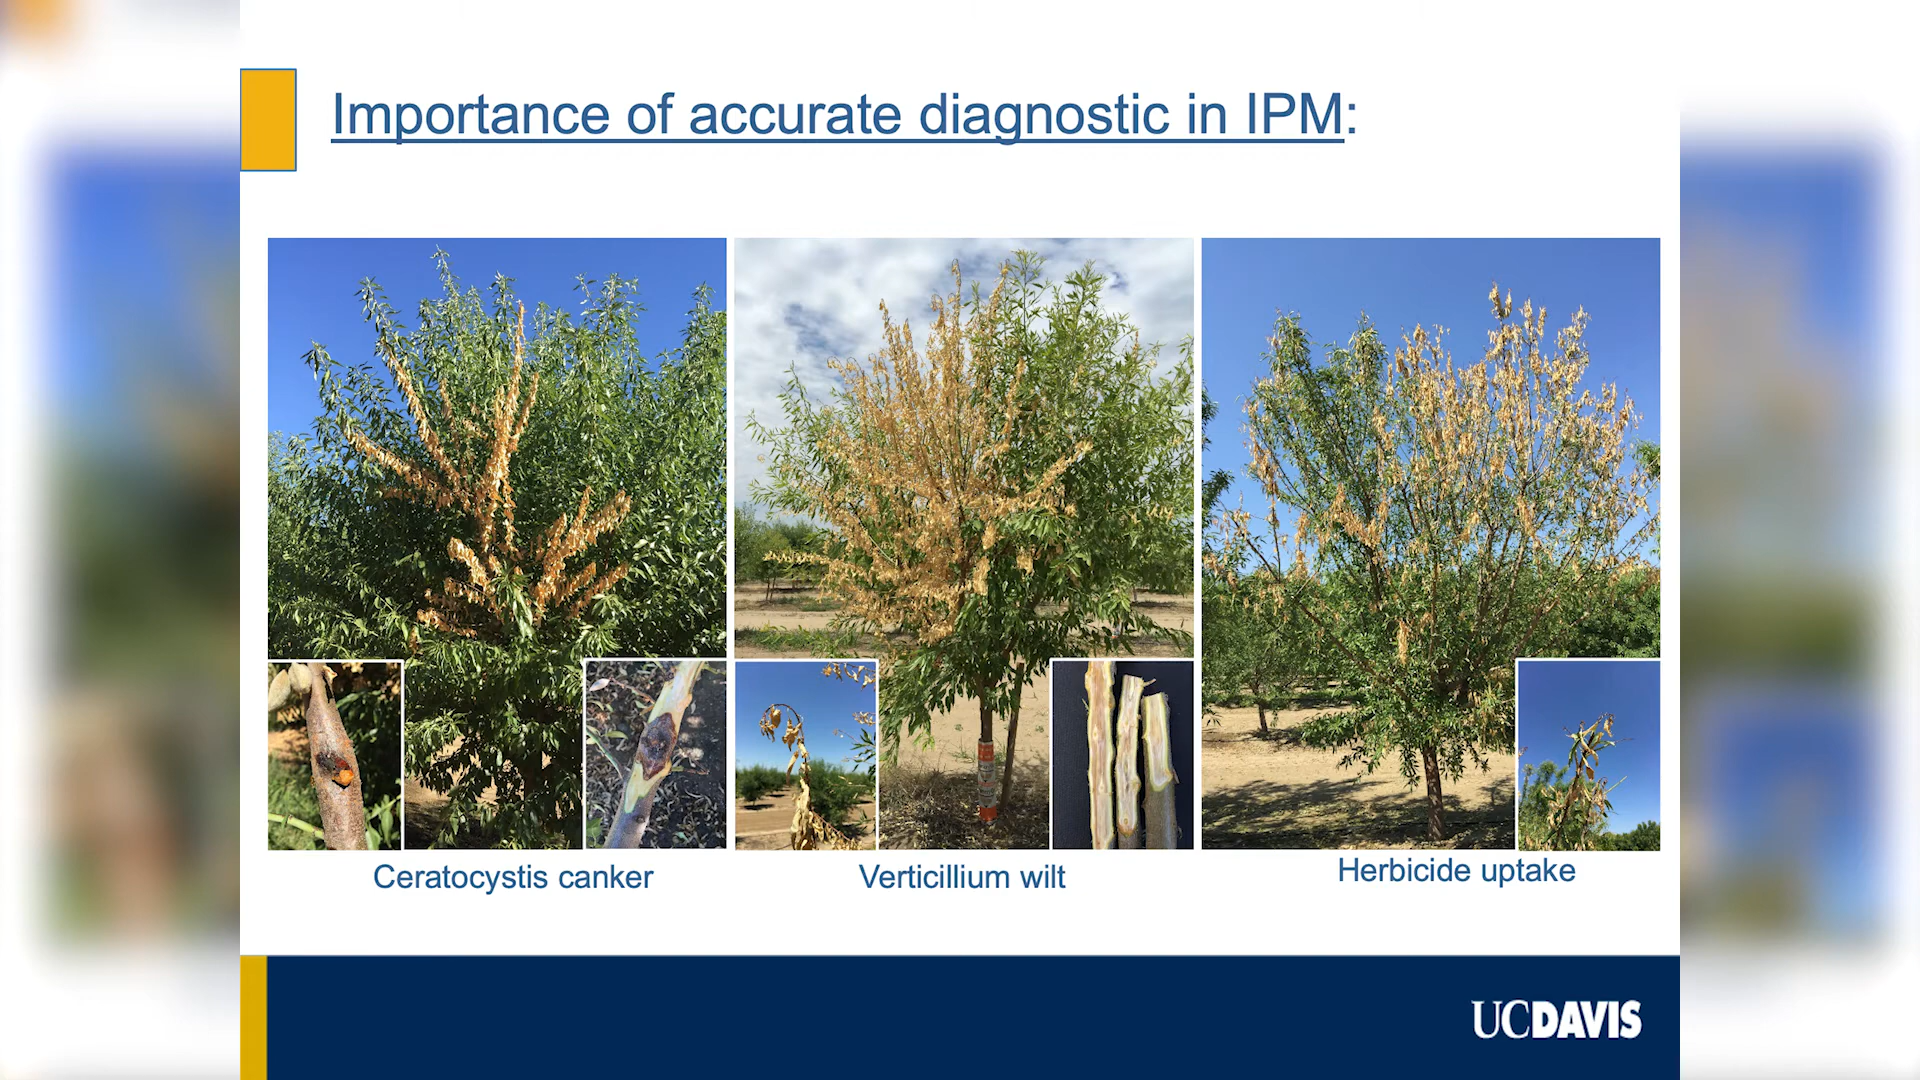 Importance of accurate diagnostic in IPM:
Ceratocystis canker
Verticillium wilt
Herbicide uptake
UCDAVIS